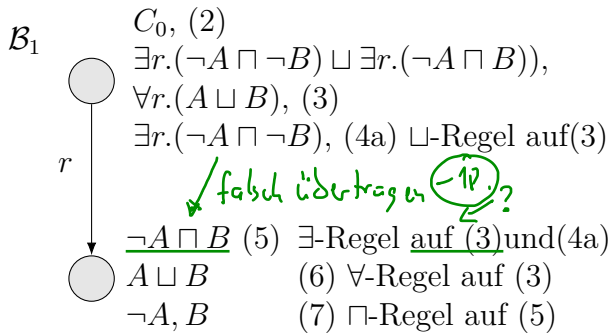 𝓑₁
C₀, (2)
∃r.(¬A ⊓ ¬B) ⊔ ∃r.(¬A ⊓ B)),
∀r.(A ⊔ B), (3)
∃r.(¬A ⊓ ¬B), (4a) ⊔-Regel auf(3)
r
falsch übertragen -1P. ?
¬A ⊓ B (5) ∃-Regel auf (3)und(4a)
A ⊔ B (6) ∀-Regel auf (3)
¬A, B (7) ⊓-Regel auf (5)